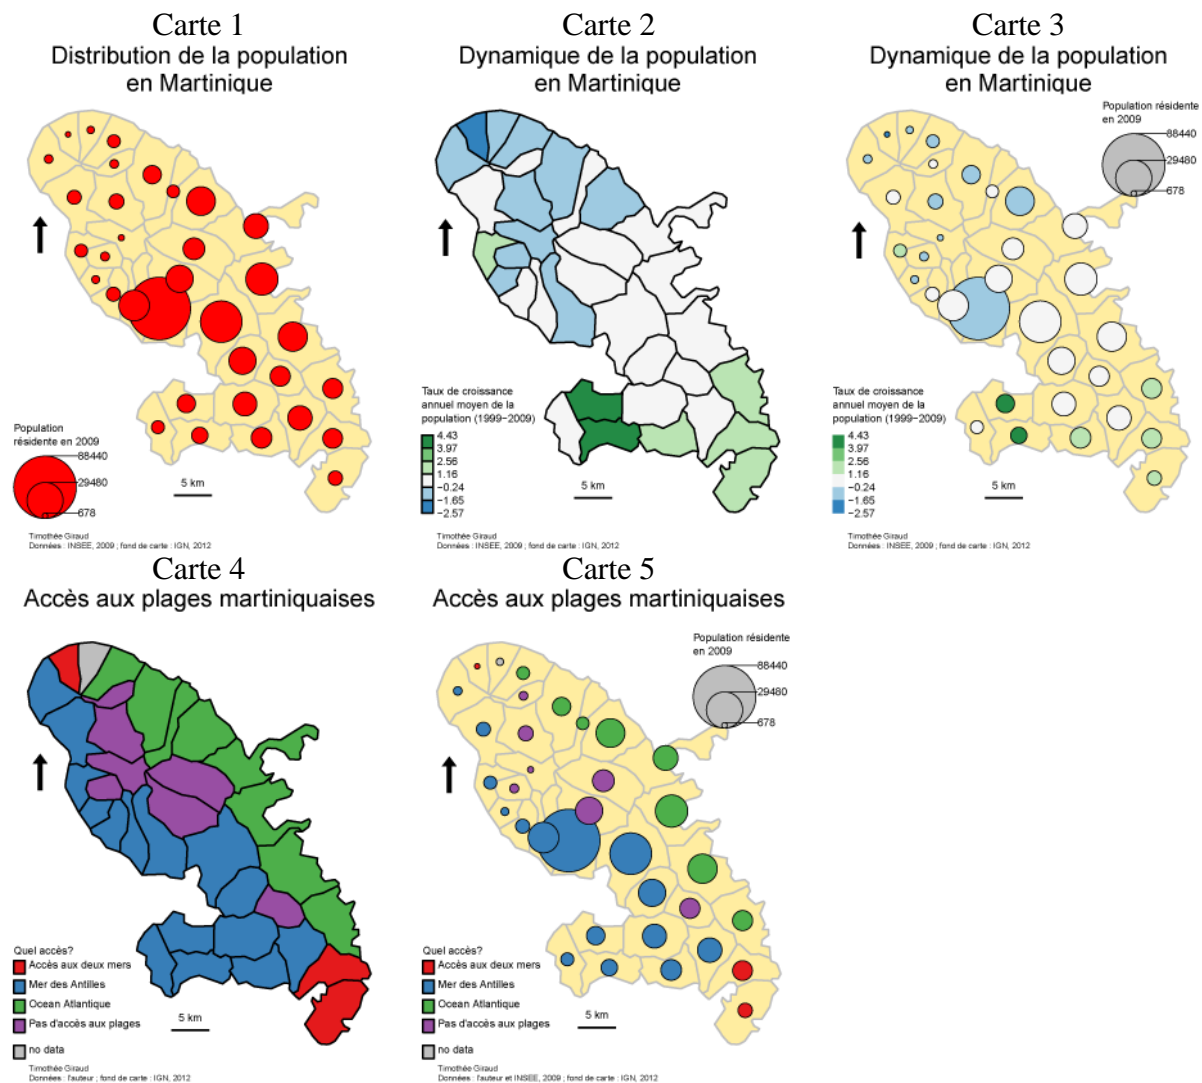 Carte 1
Distribution de la population
en Martinique
Population
résidente en 2009
88440
29480
678
5 km
Timothée Giraud
Données : INSEE, 2009 ; fond de carte : IGN, 2012
Carte 2
Dynamique de la population
en Martinique
Taux de croissance
annuel moyen de la
population (1999−2009)
4.43
3.97
2.56
1.16
−0.24
−1.65
−2.57
5 km
Timothée Giraud
Données : INSEE, 2009 ; fond de carte : IGN, 2012
Carte 3
Dynamique de la population
en Martinique
Population résidente
en 2009
88440
29480
678
Taux de croissance
annuel moyen de la
population (1999−2009)
4.43
3.97
2.56
1.16
−0.24
−1.65
−2.57
5 km
Timothée Giraud
Données : INSEE, 2009 ; fond de carte : IGN, 2012
Carte 4
Accès aux plages martiniquaises
Quel accès?
Accès aux deux mers
Mer des Antilles
Ocean Atlantique
Pas d'accès aux plages
no data
5 km
Timothée Giraud
Données : l'auteur ; fond de carte : IGN, 2012
Carte 5
Accès aux plages martiniquaises
Population résidente
en 2009
88440
29480
678
Quel accès?
Accès aux deux mers
Mer des Antilles
Ocean Atlantique
Pas d'accès aux plages
no data
5 km
Timothée Giraud
Données : l'auteur et INSEE, 2009 ; fond de carte : IGN, 2012